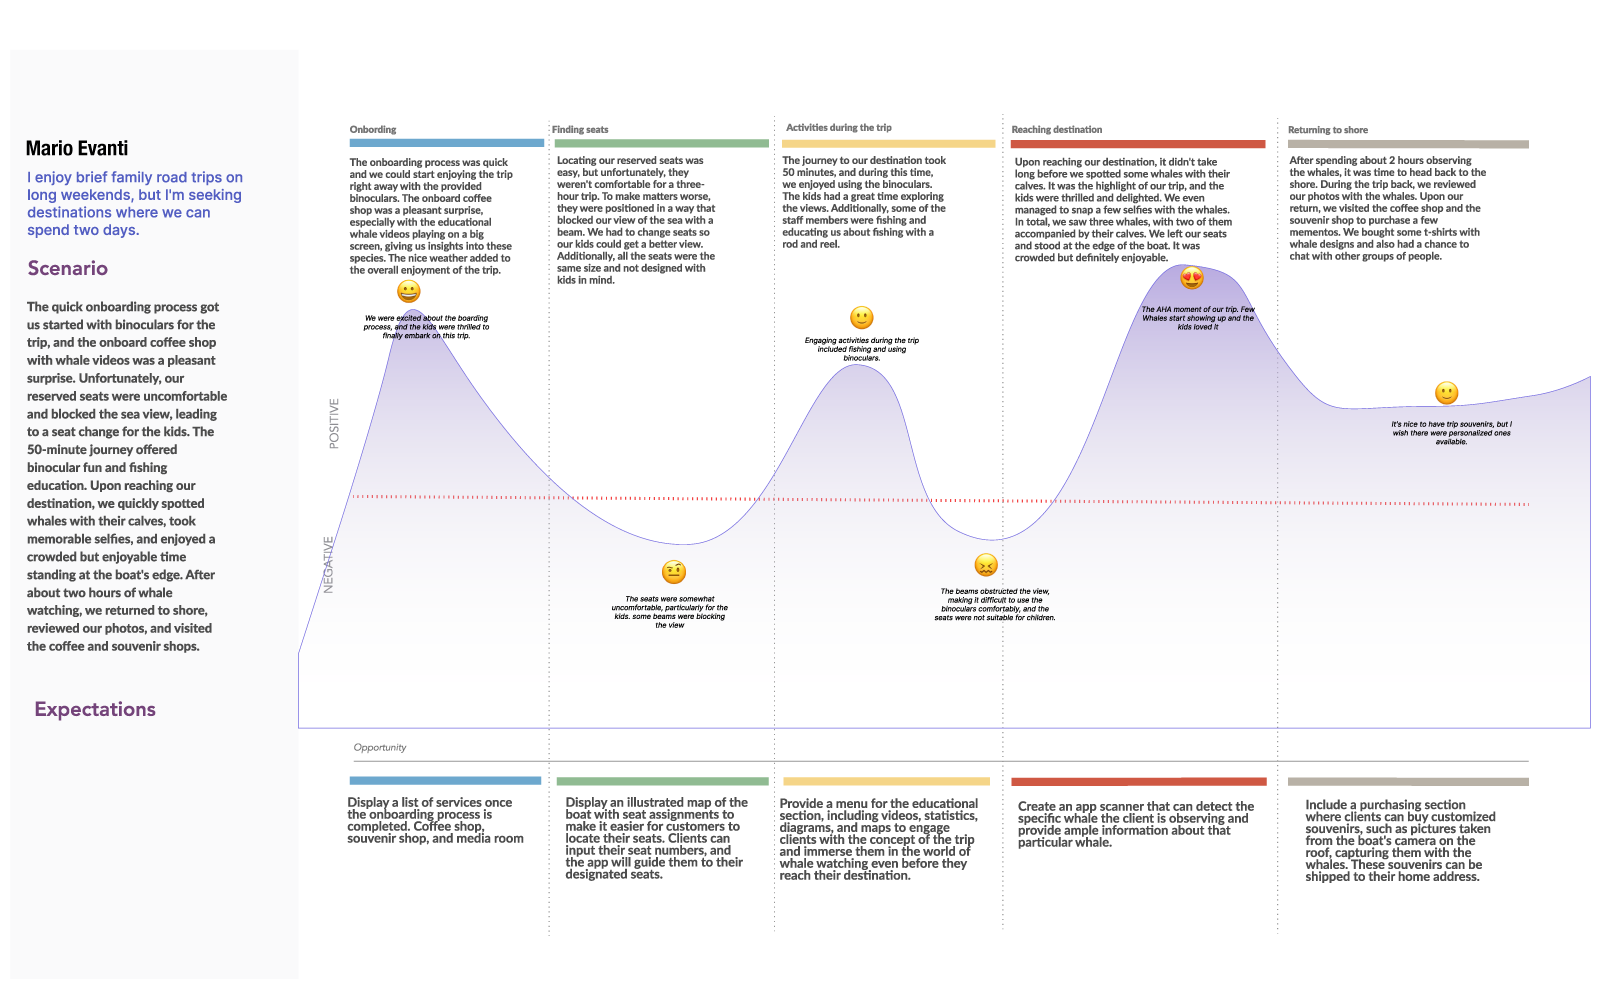 Mario Evanti
I enjoy brief family road trips on
long weekends, but I'm seeking
destinations where we can
spend two days.
Scenario
The quick onboarding process got
us started with binoculars for the
trip, and the onboard coffee shop
with whale videos was a pleasant
surprise. Unfortunately, our
reserved seats were uncomfortable
and blocked the sea view, leading
to a seat change for the kids. The
50-minute journey offered
binocular fun and fishing
education. Upon reaching our
destination, we quickly spotted
whales with their calves, took
memorable selfies, and enjoyed a
crowded but enjoyable time
standing at the boat's edge. After
about two hours of whale
watching, we returned to shore,
reviewed our photos, and visited
the coffee and souvenir shops.
Expectations
Onbording
The onboarding process was quick
and we could start enjoying the trip
right away with the provided
binoculars. The onboard coffee
shop was a pleasant surprise,
especially with the educational
whale videos playing on a big
screen, giving us insights into these
species. The nice weather added to
the overall enjoyment of the trip.
We were excited about the boarding
process, and the kids were thrilled to
finally embark on this trip.
Finding seats
Locating our reserved seats was
easy, but unfortunately, they
weren't comfortable for a three-
hour trip. To make matters worse,
they were positioned in a way that
blocked our view of the sea with a
beam. We had to change seats so
our kids could get a better view.
Additionally, all the seats were the
same size and not designed with
kids in mind.
The seats were somewhat
uncomfortable, particularly for the
kids. some beams were blocking
the view
Activities during the trip
The journey to our destination took
50 minutes, and during this time,
we enjoyed using the binoculars.
The kids had a great time exploring
the views. Additionally, some of the
staff members were fishing and
educating us about fishing with a
rod and reel.
Engaging activities during the trip
included fishing and using
binoculars.
The beams obstructed the view,
making it difficult to use the
binoculars comfortably, and the
seats were not suitable for children.
Reaching destination
Upon reaching our destination, it didn't take
long before we spotted some whales with their
calves. It was the highlight of our trip, and the
kids were thrilled and delighted. We even
managed to snap a few selfies with the whales.
In total, we saw three whales, with two of them
accompanied by their calves. We left our seats
and stood at the edge of the boat. It was
crowded but definitely enjoyable.
The AHA moment of our trip. Few
Whales start showing up and the
kids loved it
Returning to shore
After spending about 2 hours observing
the whales, it was time to head back to the
shore. During the trip back, we reviewed
our photos with the whales. Upon our
return, we visited the coffee shop and the
souvenir shop to purchase a few
mementos. We bought some t-shirts with
whale designs and also had a chance to
chat with other groups of people.
It's nice to have trip souvenirs, but I
wish there were personalized ones
available.
POSITIVE
NEGATIVE
Opportunity
Display a list of services once
the onboarding process is
completed. Coffee shop,
souvenir shop, and media room
Display an illustrated map of the
boat with seat assignments to
make it easier for customers to
locate their seats. Clients can
input their seat numbers, and
the app will guide them to their
designated seats.
Provide a menu for the educational
section, including videos, statistics,
diagrams, and maps to engage
clients with the concept of the trip
and immerse them in the world of
whale watching even before they
reach their destination.
Create an app scanner that can detect the
specific whale the client is observing and
provide ample information about that
particular whale.
Include a purchasing section
where clients can buy customized
souvenirs, such as pictures taken
from the boat's camera on the
roof, capturing them with the
whales. These souvenirs can be
shipped to their home address.